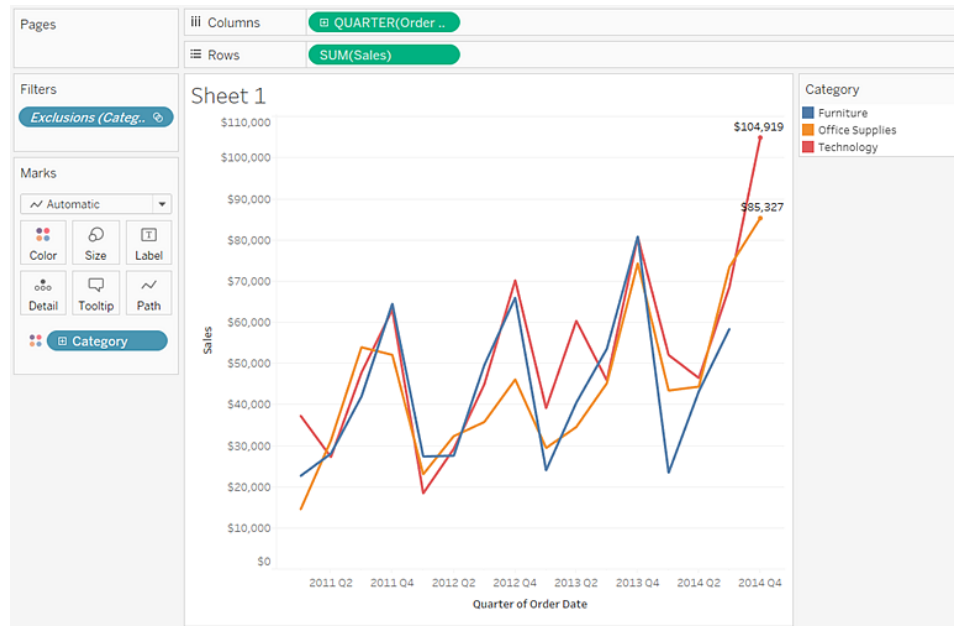 Pages
Columns
QUARTER(Order ..
Rows
SUM(Sales)
Filters
Exclusions (Categ..
Marks
Automatic
Color
Size
Label
Detail
Tooltip
Path
Category
Sheet 1
$110,000
$100,000
$90,000
$80,000
$70,000
$60,000
$50,000
$40,000
$30,000
$20,000
$10,000
$0
Sales
$104,919
$85,327
2011 Q2
2011 Q4
2012 Q2
2012 Q4
2013 Q2
2013 Q4
2014 Q2
2014 Q4
Quarter of Order Date
Category
Furniture
Office Supplies
Technology